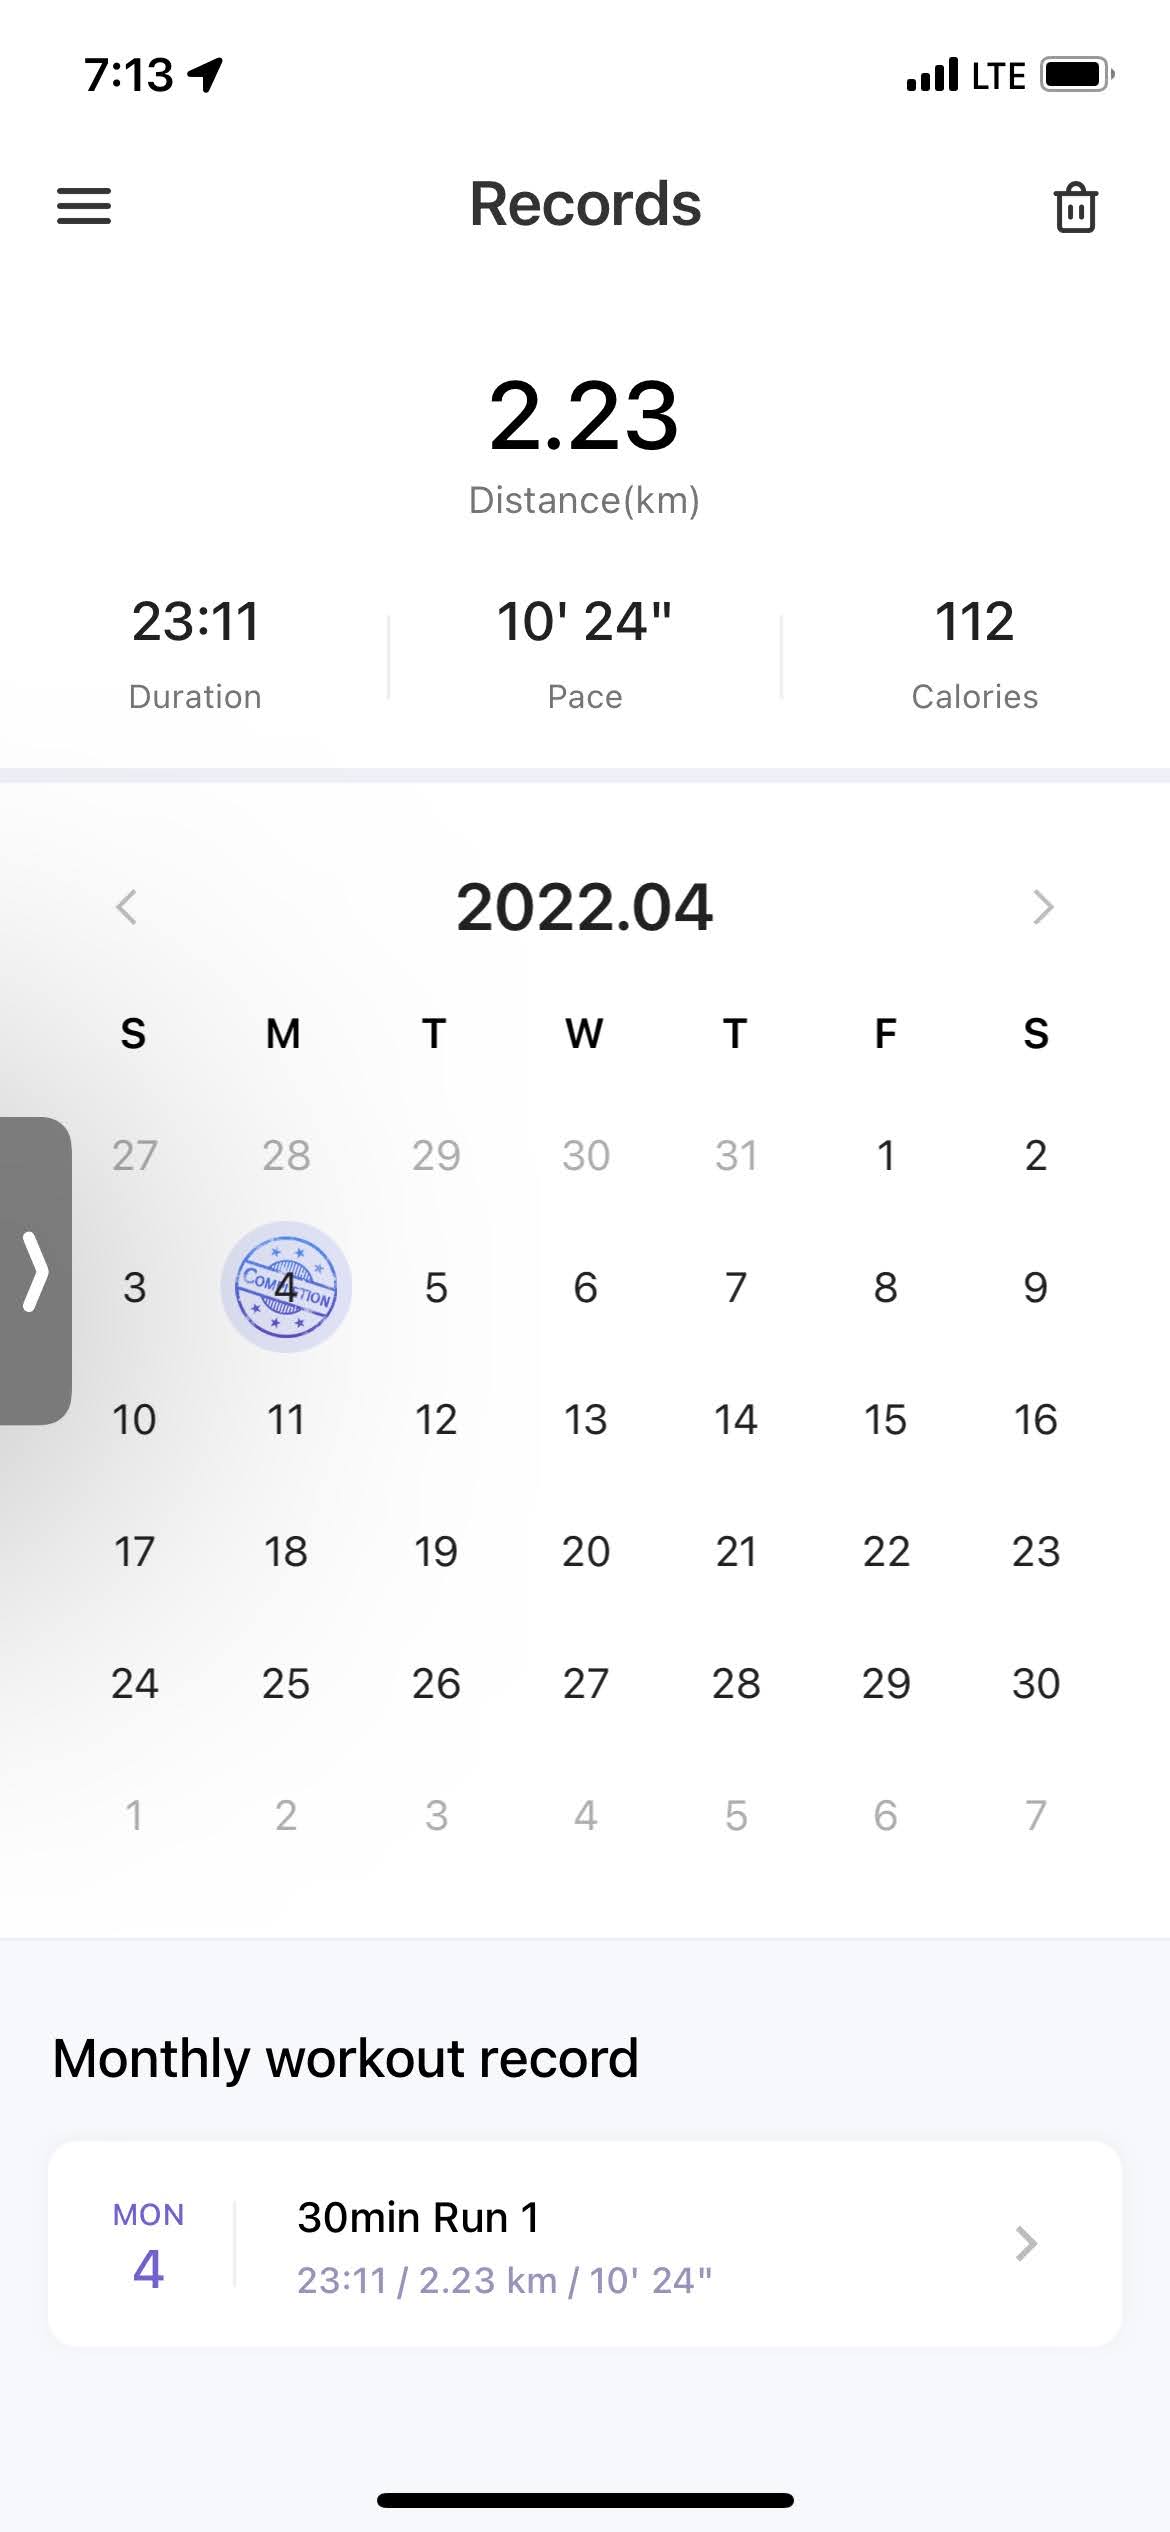 7:13 LTE
Records
2.23
Distance(km)
23:11 10' 24" 112
Duration Pace Calories
2022.04
S M T W T F S
27 28 29 30 31 1 2
3 4 5 6 7 8 9
COMPLETION
10 11 12 13 14 15 16
17 18 19 20 21 22 23
24 25 26 27 28 29 30
1 2 3 4 5 6 7
Monthly workout record
MON
4
30min Run 1
23:11 / 2.23 km / 10' 24"